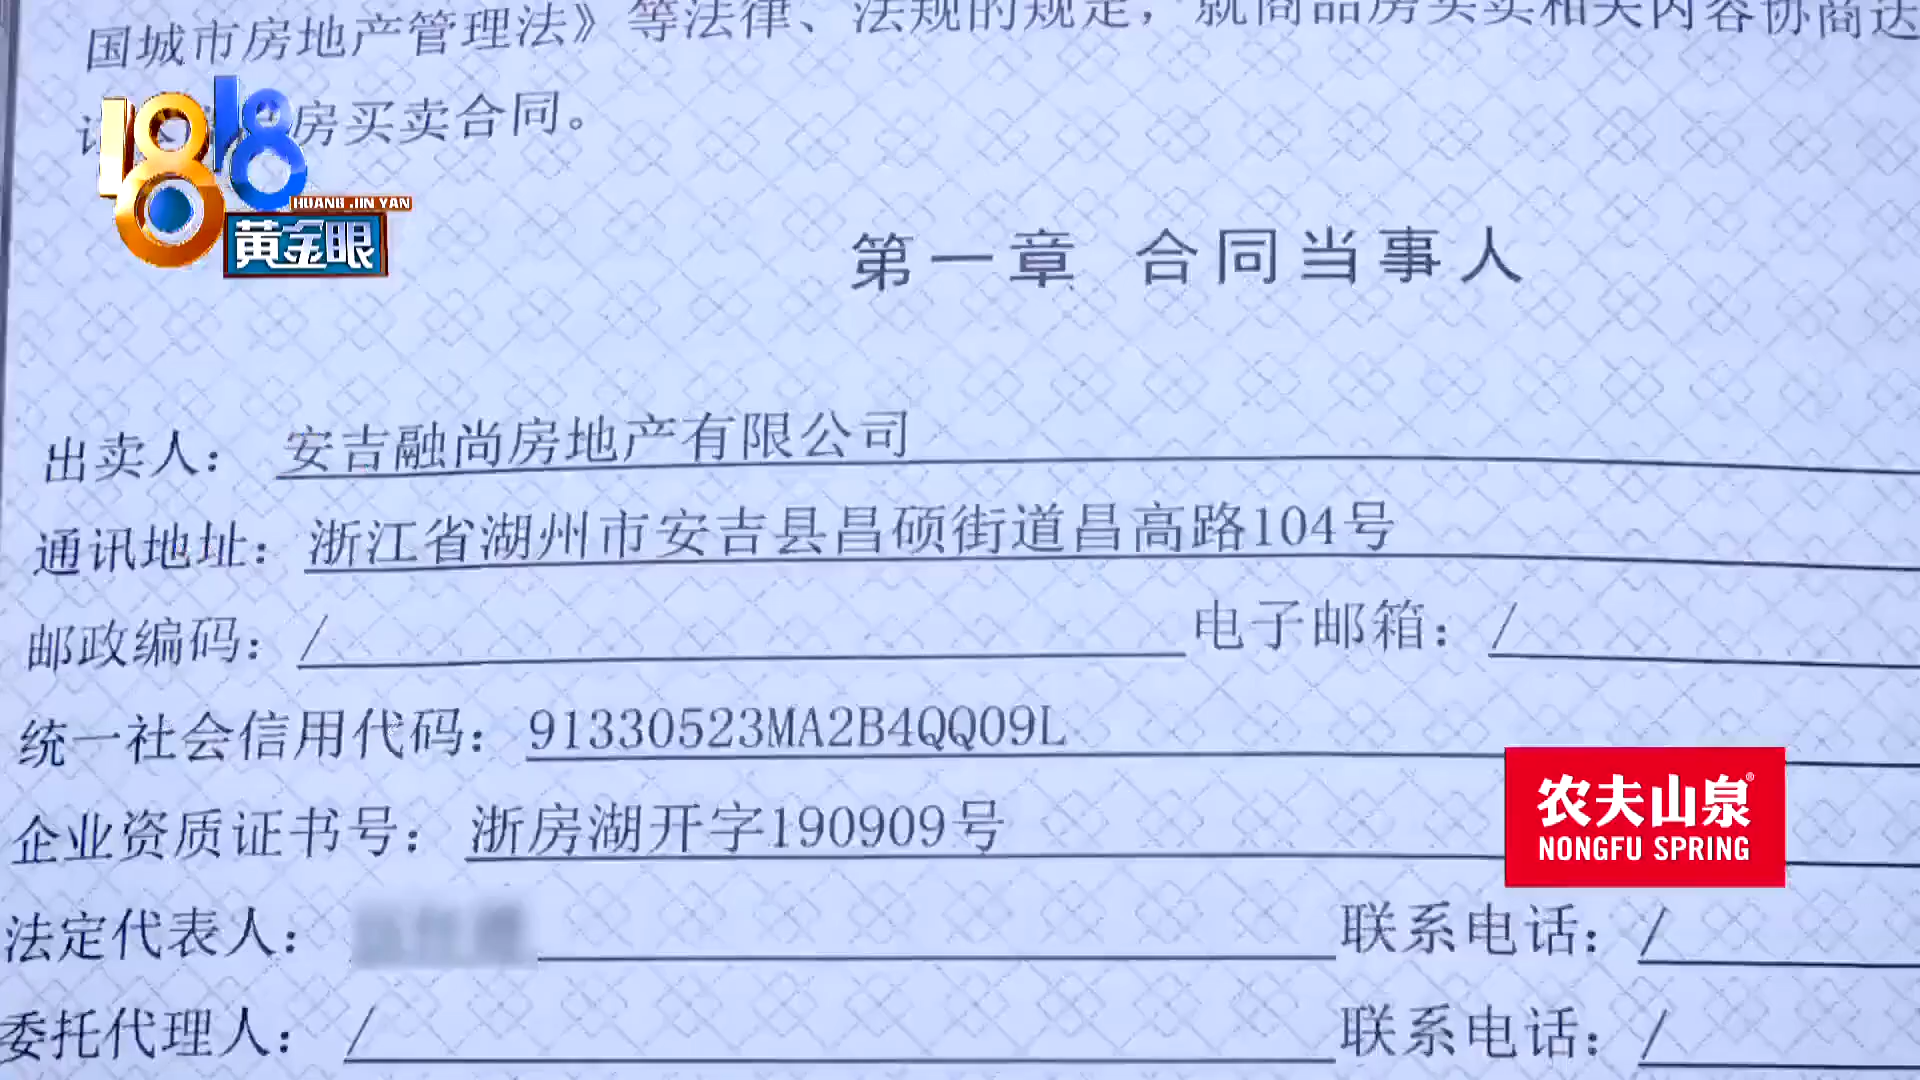 国城市房地产管理法》等法律、法规的规定，就商品房买卖相关内容协商达
房买卖合同。
1818
HUANG JIN YAN
黄金眼
第一章 合同当事人
出卖人： 安吉融尚房地产有限公司
通讯地址： 浙江省湖州市安吉县昌硕街道昌高路104号
邮政编码： / 电子邮箱： /
统一社会信用代码： 91330523MA2B4QQ09L
企业资质证书号： 浙房湖开字190909号
农夫山泉®
NONGFU SPRING
法定代表人： 联系电话： /
委托代理人： / 联系电话： /